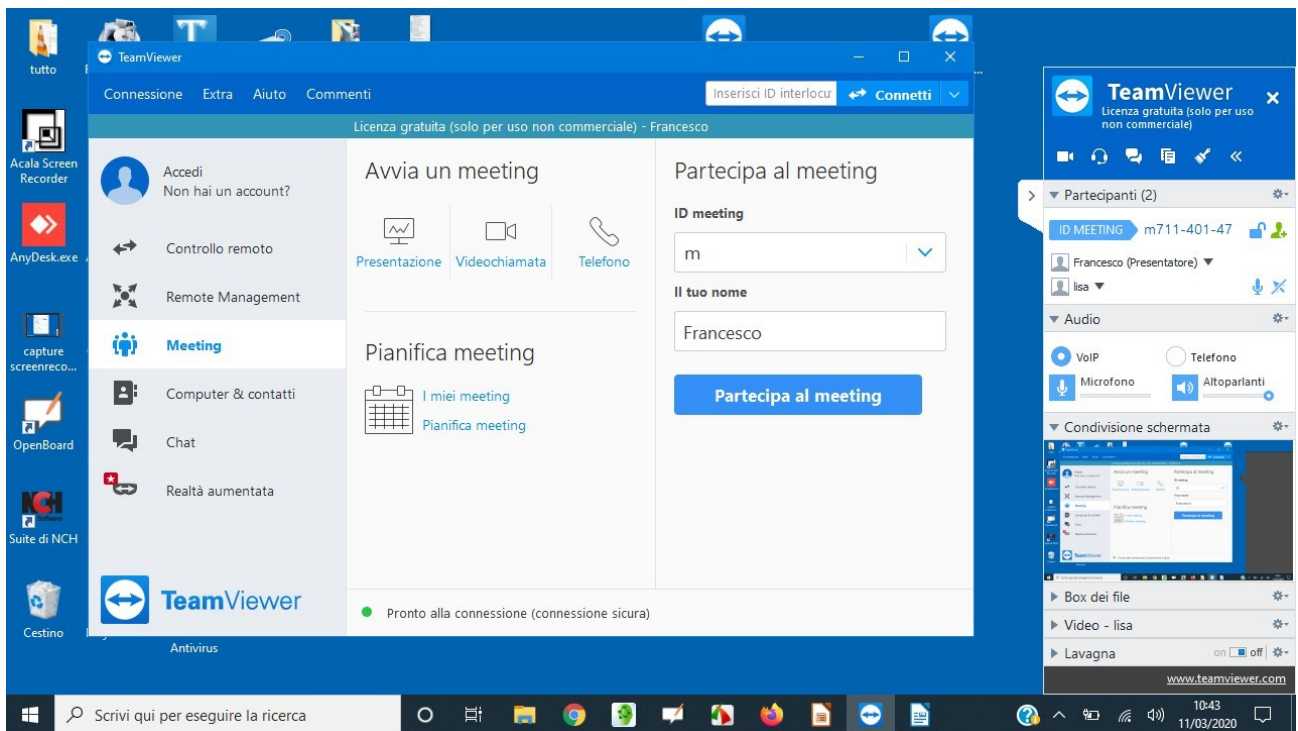 tutto
TeamViewer
Connessione Extra Aiuto Commenti
Inserisci ID interlocur
Connetti
Licenza gratuita (solo per uso non commerciale) - Francesco
Accedi
Non hai un account?
Controllo remoto
Remote Management
Meeting
Computer & contatti
Chat
Realtà aumentata
TeamViewer
Avvia un meeting
Presentazione
Videochiamata
Telefono
Pianifica meeting
I miei meeting
Pianifica meeting
Partecipa al meeting
ID meeting
m
Il tuo nome
Francesco
Partecipa al meeting
Pronto alla connessione (connessione sicura)
Acala Screen
Recorder
AnyDesk.exe
capture
screenreco...
OpenBoard
NCH
Software
Suite di NCH
Cestino
Antivirus
TeamViewer
Licenza gratuita (solo per uso
non commerciale)
Partecipanti (2)
ID MEETING m711-401-47
Francesco (Presentatore)
lisa
Audio
VoIP
Telefono
Microfono
Altoparlanti
Condivisione schermata
Box dei file
Video - lisa
Lavagna
on off
www.teamviewer.com
Scrivi qui per eseguire la ricerca
10:43
11/03/2020